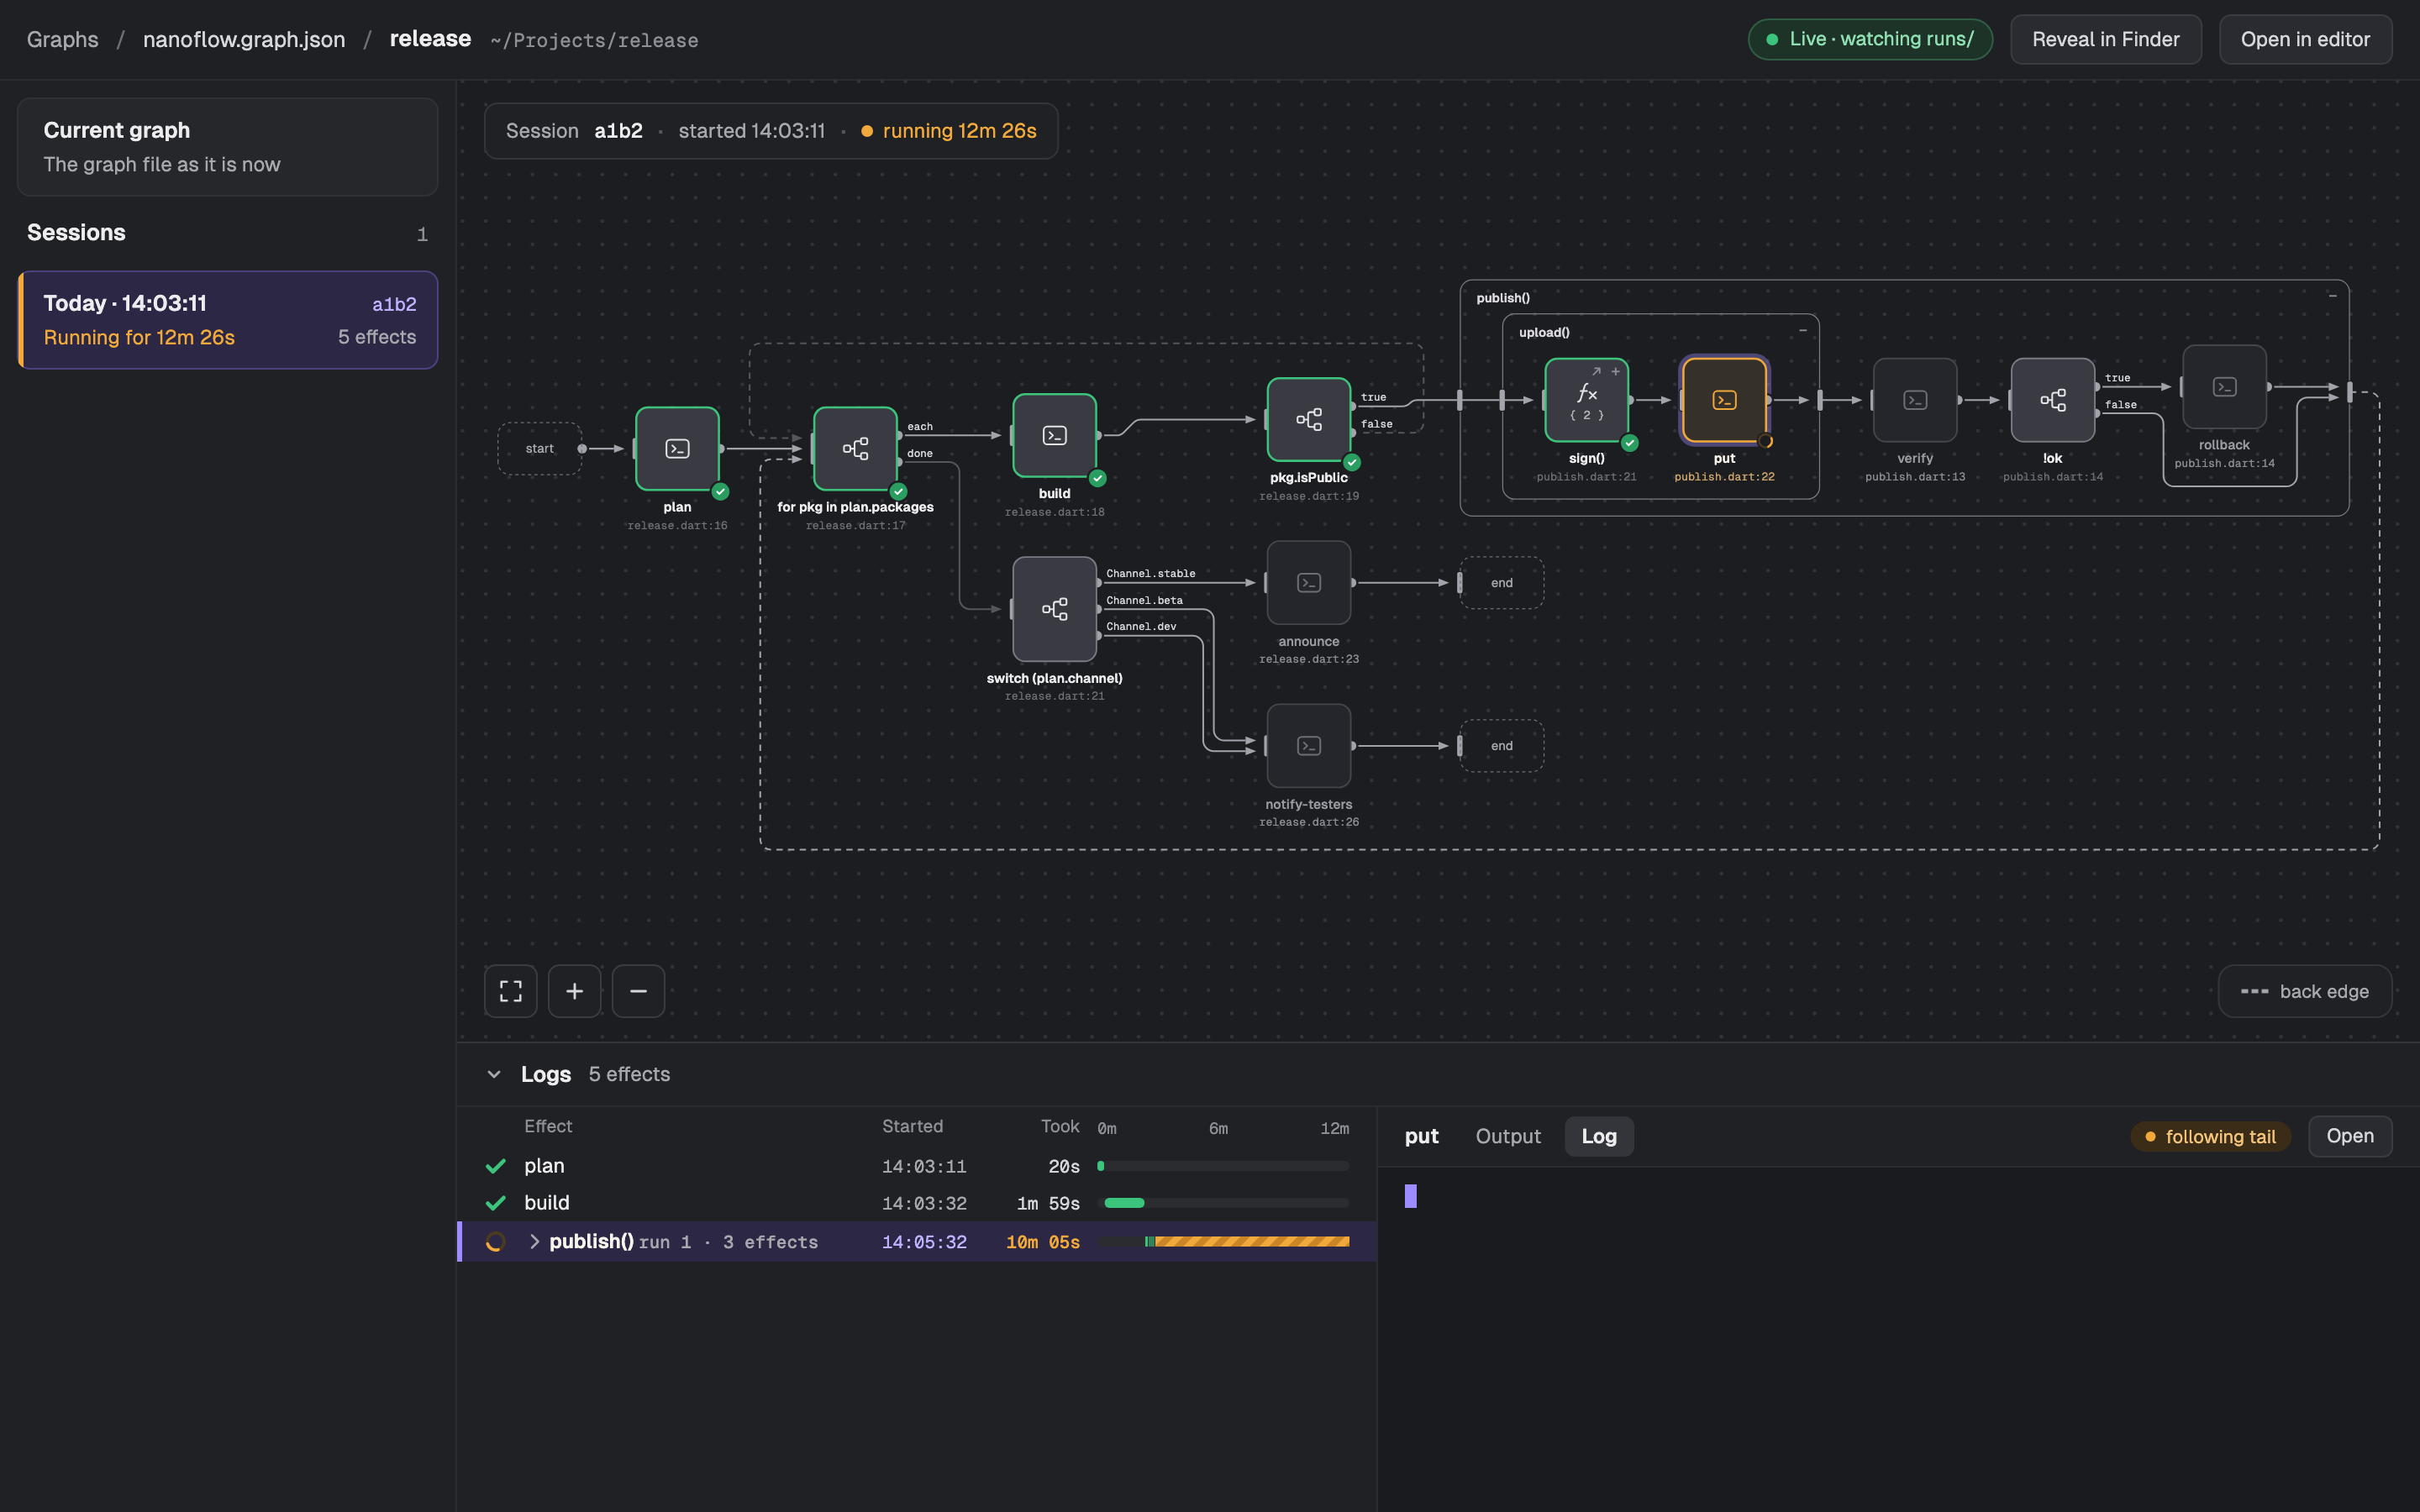 Graphs / nanoflow.graph.json / release ~/Projects/release
Live · watching runs/
Reveal in Finder
Open in editor
Current graph
The graph file as it is now
Sessions 1
Today · 14:03:11 a1b2
Running for 12m 26s 5 effects
Session a1b2 · started 14:03:11 · running 12m 26s
publish()
upload()
start
plan
release.dart:16
for pkg in plan.packages
release.dart:17
each
done
build
release.dart:18
pkg.isPublic
release.dart:19
true
false
ƒx
{ 2 }
sign()
publish.dart:21
put
publish.dart:22
verify
publish.dart:13
!ok
publish.dart:14
true
false
rollback
publish.dart:14
switch (plan.channel)
release.dart:21
Channel.stable
Channel.beta
Channel.dev
announce
release.dart:23
end
notify-testers
release.dart:26
end
back edge
Logs 5 effects
Effect Started Took 0m 6m 12m
plan 14:03:11 20s
build 14:03:32 1m 59s
publish() run 1 · 3 effects 14:05:32 10m 05s
put Output Log
following tail
Open